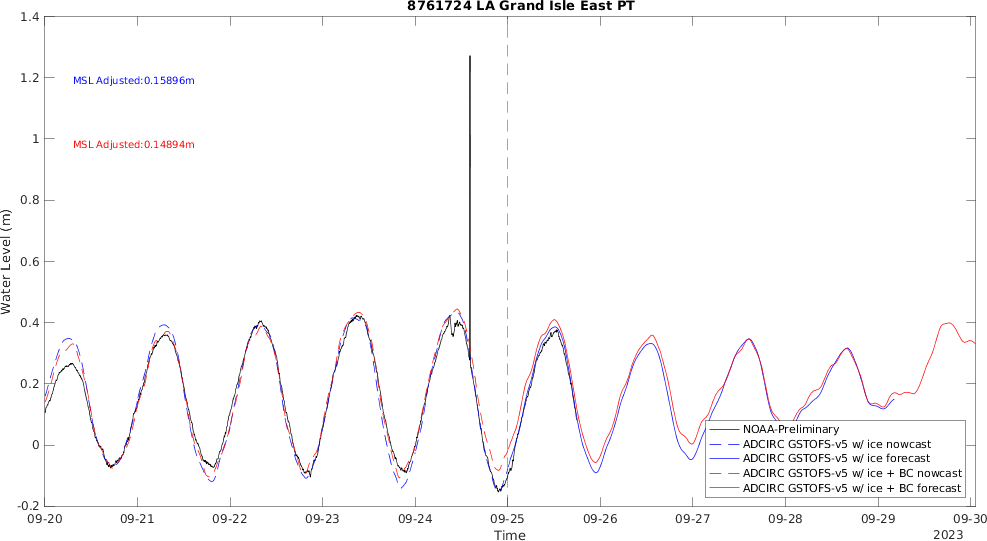 8761724 LA Grand Isle East PT
1.4
1.2
1
0.8
0.6
0.4
0.2
0
-0.2
Water Level (m)
MSL Adjusted:0.15896m
MSL Adjusted:0.14894m
NOAA-Preliminary
ADCIRC GSTOFS-v5 w/ ice nowcast
ADCIRC GSTOFS-v5 w/ ice forecast
ADCIRC GSTOFS-v5 w/ ice + BC nowcast
ADCIRC GSTOFS-v5 w/ ice + BC forecast
09-20 09-21 09-22 09-23 09-24 09-25 09-26 09-27 09-28 09-29 09-30
Time
2023